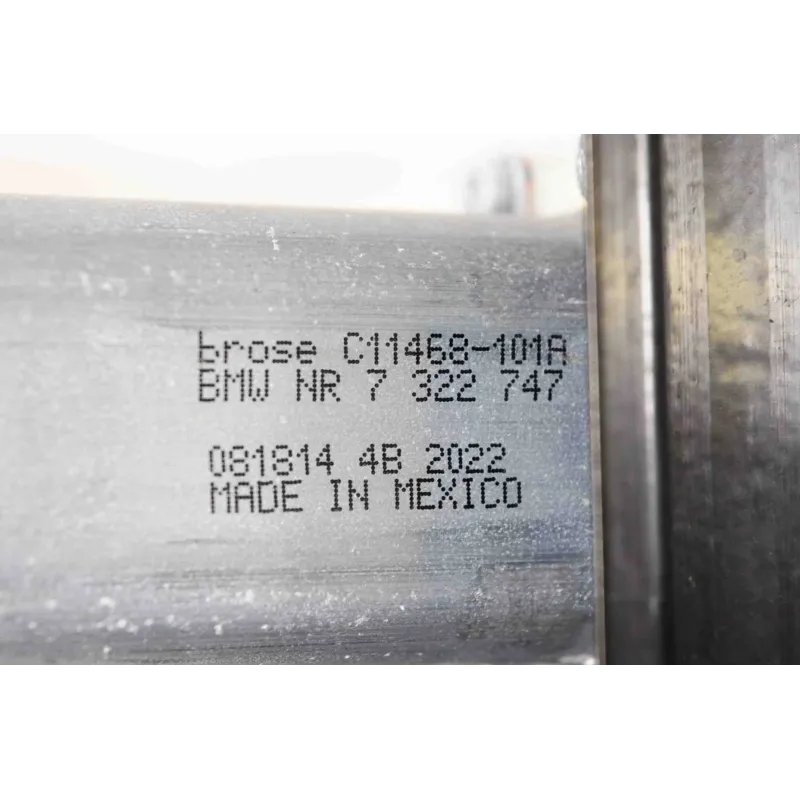 brose C11468-101A
BMW NR 7 322 747
081814 4B 2022
MADE IN MEXICO